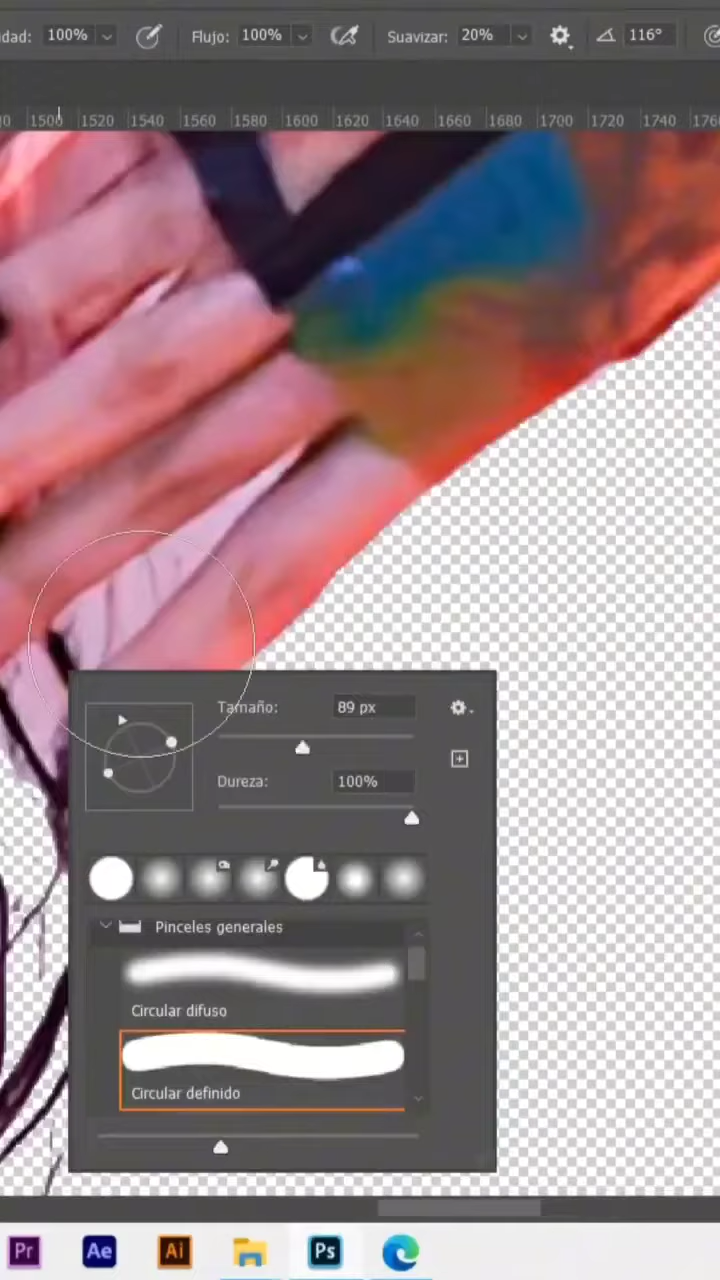 idad: 100% Flujo: 100% Suavizar: 20% 116°
1500 1520 1540 1560 1580 1600 1620 1640 1660 1680 1700 1720 1740 176
Tamaño: 89 px
Dureza: 100%
Pinceles generales
Circular difuso
Circular definido
Pr Ae Ai Ps